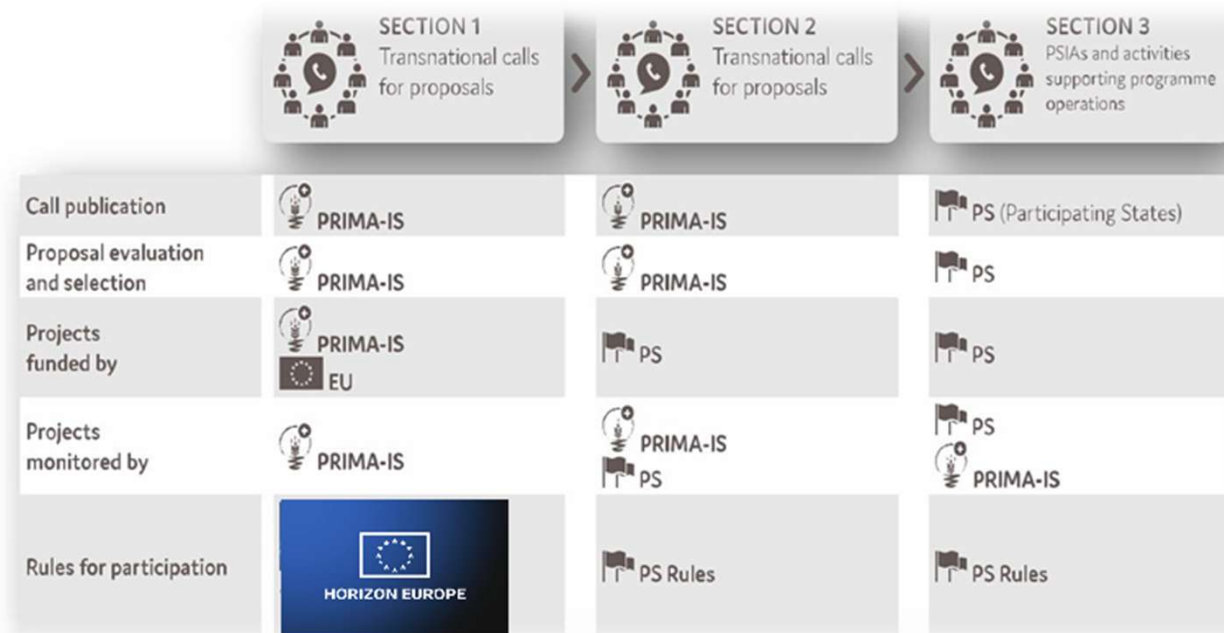 SECTION 1
Transnational calls
for proposals
SECTION 2
Transnational calls
for proposals
SECTION 3
PSIAs and activities
supporting programme
operations
Call publication
PRIMA-IS
PRIMA-IS
PS (Participating States)
Proposal evaluation
and selection
PRIMA-IS
PRIMA-IS
PS
Projects
funded by
PRIMA-IS
EU
PS
PS
Projects
monitored by
PRIMA-IS
PRIMA-IS
PS
PS
PRIMA-IS
Rules for participation
HORIZON EUROPE
PS Rules
PS Rules